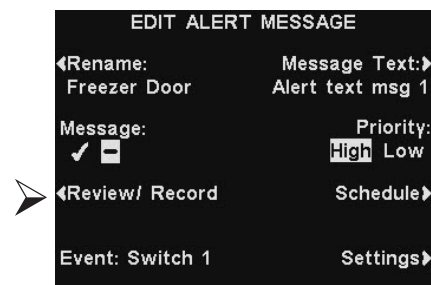 EDIT ALERT MESSAGE
Rename: Message Text:
Freezer Door Alert text msg 1
Message: Priority:
High Low
Review/ Record Schedule
Event: Switch 1 Settings